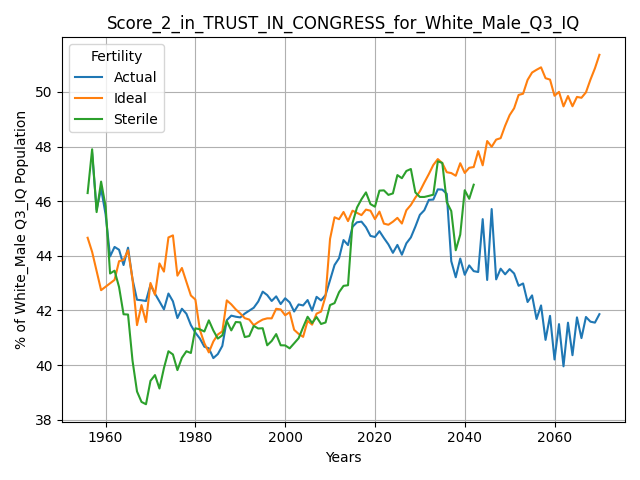 Score_2_in_TRUST_IN_CONGRESS_for_White_Male_Q3_IQ
Fertility
Actual
Ideal
Sterile
% of White_Male Q3_IQ Population
50
48
46
44
42
40
38
1960
1980
2000
2020
2040
2060
Years